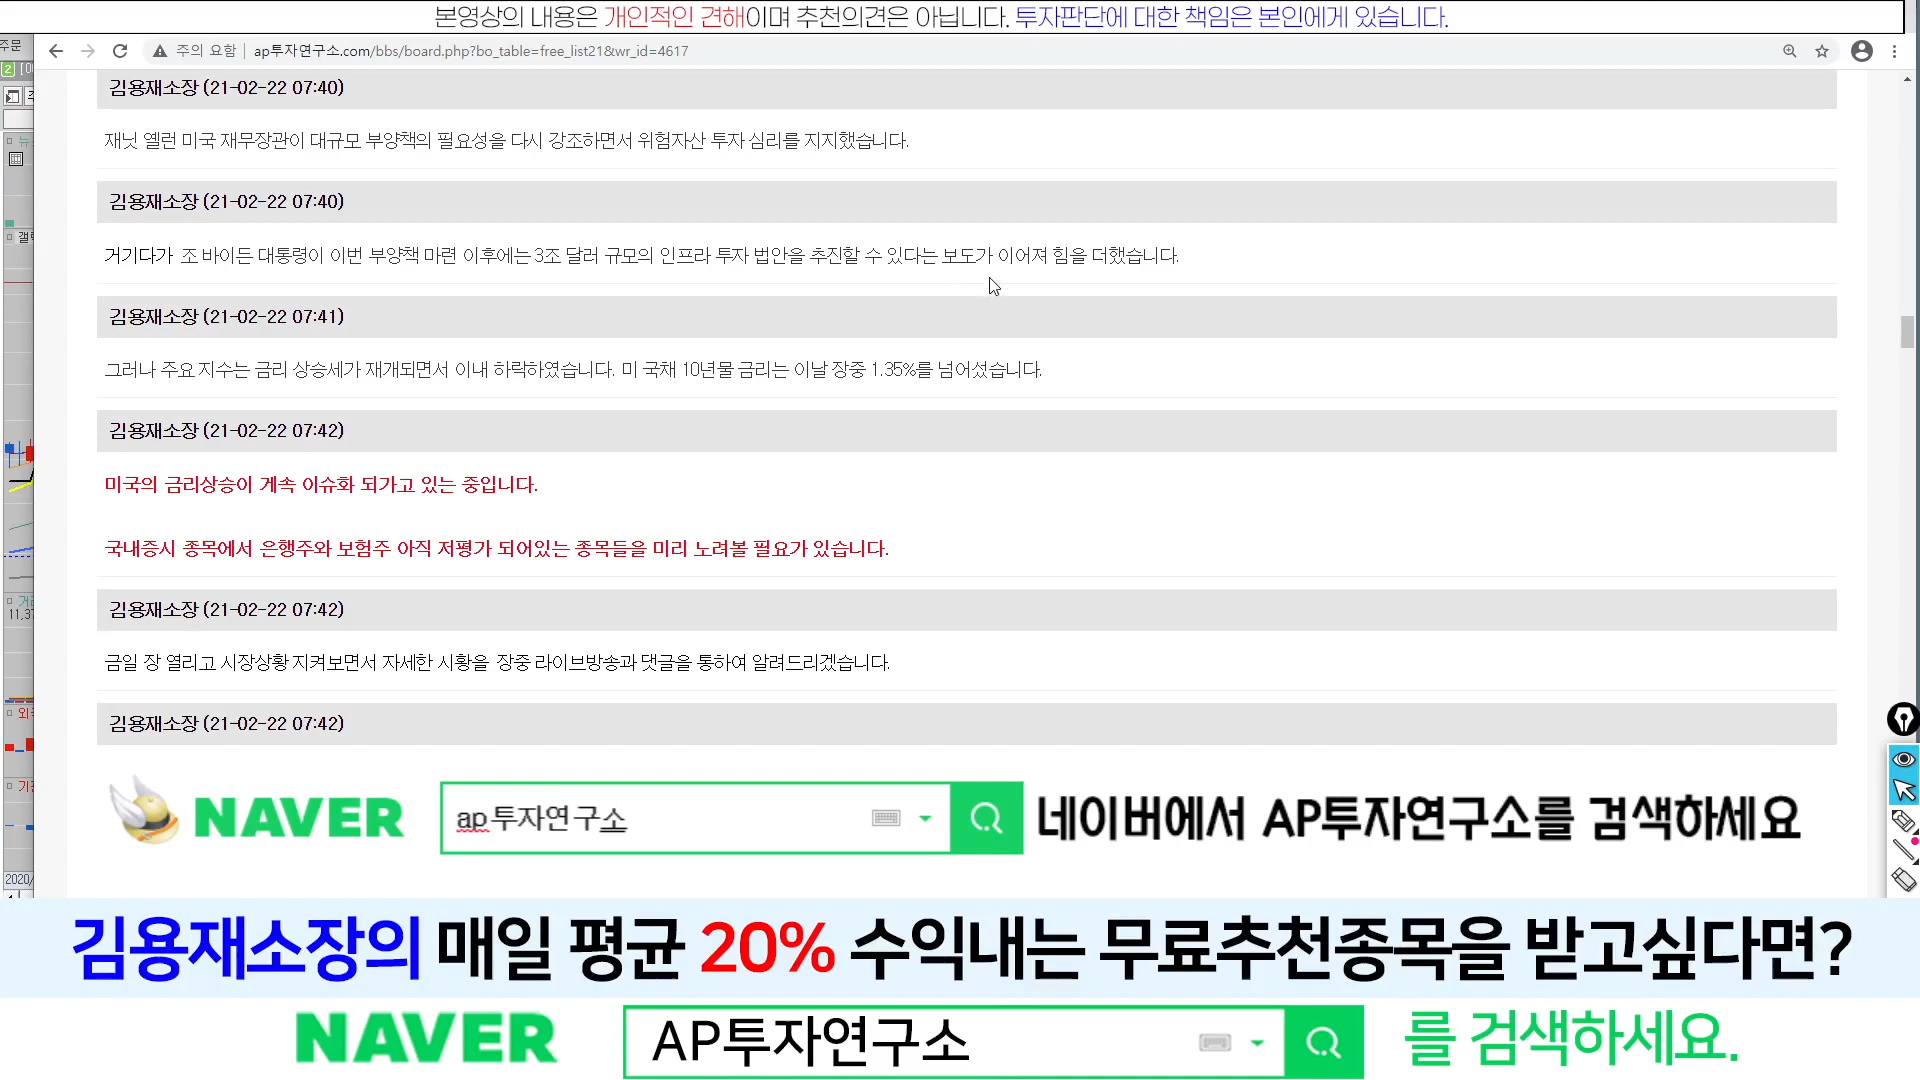 본영상의 내용은 개인적인 견해이며 추천의견은 아닙니다. 투자판단에 대한 책임은 본인에게 있습니다.
주문
주의 요함 | ap투자연구소.com/bbs/board.php?bo_table=free_list21&wr_id=4617
2
김용재소장 (21-02-22 07:40)
재닛 옐런 미국 재무장관이 대규모 부양책의 필요성을 다시 강조하면서 위험자산 투자 심리를 지지했습니다.
김용재소장 (21-02-22 07:40)
거기다가 조 바이든 대통령이 이번 부양책 마련 이후에는 3조 달러 규모의 인프라 투자 법안을 추진할 수 있다는 보도가 이어져 힘을 더했습니다.
김용재소장 (21-02-22 07:41)
그러나 주요 지수는 금리 상승세가 재개되면서 이내 하락하였습니다. 미 국채 10년물 금리는 이날 장중 1.35%를 넘어섰습니다.
김용재소장 (21-02-22 07:42)
미국의 금리상승이 계속 이슈화 되가고 있는 중입니다.
국내증시 종목에서 은행주와 보험주 아직 저평가 되어있는 종목들을 미리 노려볼 필요가 있습니다.
김용재소장 (21-02-22 07:42)
금일 장 열리고 시장상황 지켜보면서 자세한 시황을 장중 라이브방송과 댓글을 통하여 알려드리겠습니다.
김용재소장 (21-02-22 07:42)
NAVER ap투자연구소 네이버에서 AP투자연구소를 검색하세요
2020/
김용재소장의 매일 평균 20% 수익내는 무료추천종목을 받고싶다면?
NAVER AP투자연구소 를 검색하세요.